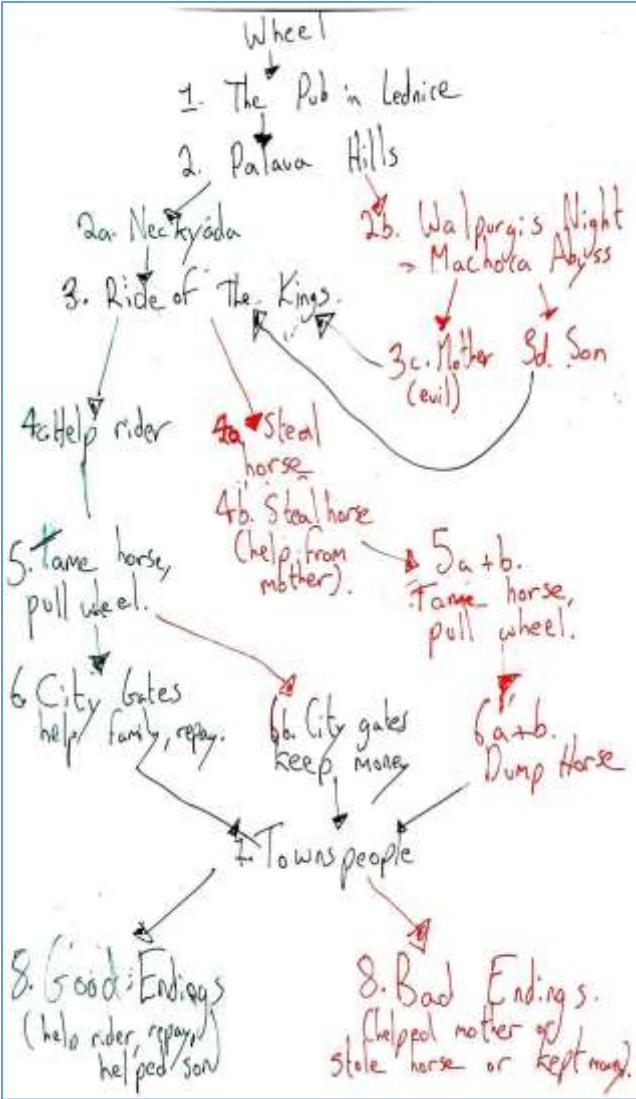 Wheel
1. The Pub in Lednice
2. Palava Hills
2a. Neckyáda
2b. Walpurgis Night
→ Machoca Abyss
3. Ride of The Kings.
3c. Mother
(evil)
3d. Son
4c Help rider
4a Steal
horse
4b. Steal horse
(help from
mother).
5. Tame horse,
pull wheel.
5a+b.
Tame horse,
pull wheel.
6. City Gates
help family, repay.
6b. City gates
keep money
6a+b.
Dump Horse
7. Townspeople
8. Good Endings
(help rider, repay,
helped son)
8. Bad Endings.
(helped mother or
stole horse or kept money).